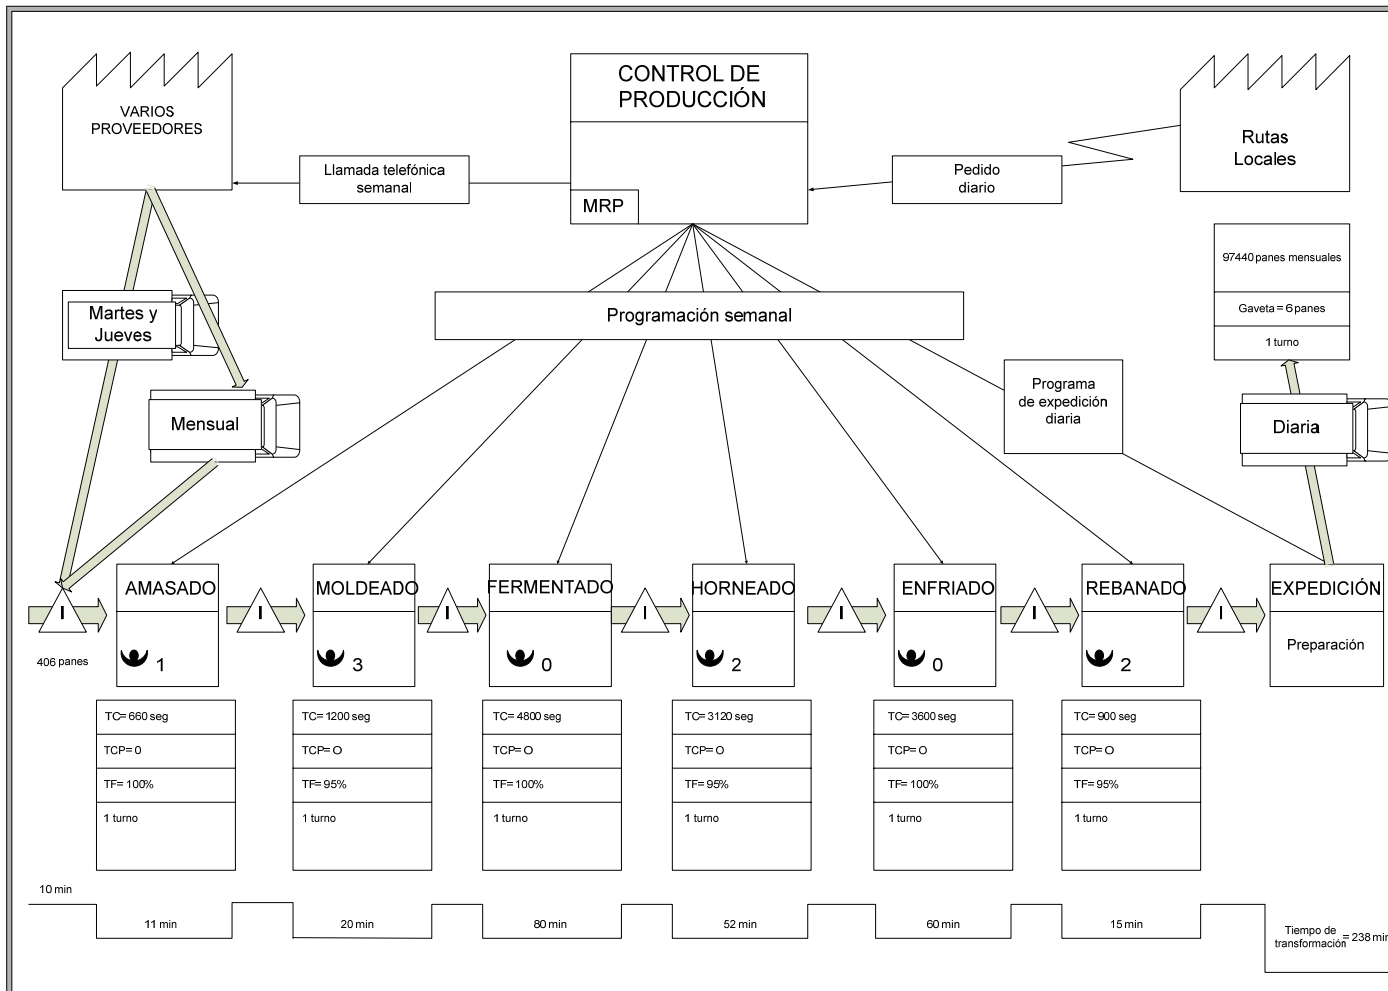 CONTROL DE
PRODUCCIÓN
VARIOS
PROVEEDORES
Llamada telefónica
semanal
MRP
Pedido
diario
Rutas
Locales
97440 panes mensuales
Gaveta = 6 panes
1 turno
Martes y
Jueves
Mensual
Programación semanal
Programa
de expedición
diaria
Diaria
I
AMASADO
1
I
MOLDEADO
3
I
FERMENTADO
0
I
HORNEADO
2
I
ENFRIADO
0
I
REBANADO
2
I
EXPEDICIÓN
Preparación
406 panes
TC= 660 seg
TCP= 0
TF= 100%
1 turno
TC= 1200 seg
TCP= O
TF= 95%
1 turno
TC= 4800 seg
TCP= O
TF= 100%
1 turno
TC= 3120 seg
TCP= O
TF= 95%
1 turno
TC= 3600 seg
TCP= O
TF= 100%
1 turno
TC= 900 seg
TCP= O
TF= 95%
1 turno
10 min
11 min
20 min
80 min
52 min
60 min
15 min
Tiempo de
transformación = 238 min